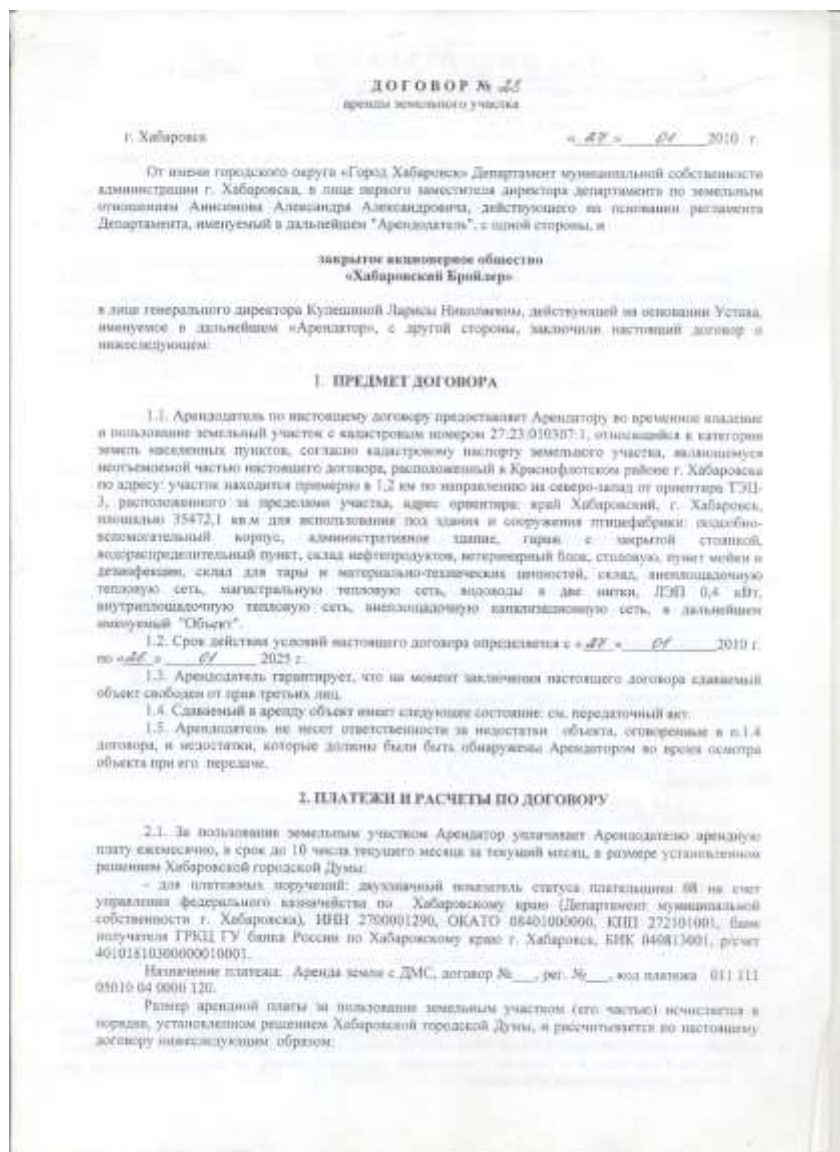 ДОГОВОР № 28
аренды земельного участка
г. Хабаровск « 27 » 01 2010 г.
От имени городского округа «Город Хабаровск» Департамент муниципальной собственности
администрации г. Хабаровска, в лице первого заместителя директора департамента по земельным
отношениям Анисимова Александра Александровича, действующего на основании регламента
Департамента, именуемый в дальнейшем "Арендодатель", с одной стороны, и
закрытое акционерное общество
«Хабаровский Бройлер»
в лице генерального директора Кулешиной Ларисы Николаевны, действующей на основании Устава,
именуемое в дальнейшем «Арендатор», с другой стороны, заключили настоящий договор о
нижеследующем:
1. ПРЕДМЕТ ДОГОВОРА
1.1. Арендодатель по настоящему договору предоставляет Арендатору во временное владение
и пользование земельный участок с кадастровым номером 27:23:010307:1, относящийся к категории
земель населенных пунктов, согласно кадастровому паспорту земельного участка, являющемуся
неотъемлемой частью настоящего договора, расположенный в Краснофлотском районе г. Хабаровска
по адресу: участок находится примерно в 1,2 км по направлению на северо-запад от ориентира ТЭЦ-
3, расположенного за пределами участка, адрес ориентира: край Хабаровский, г. Хабаровск,
площадью 35472,1 кв.м для использования под здания и сооружения птицефабрики: подсобно-
вспомогательный корпус, административное здание, гараж с закрытой стоянкой,
водораспределительный пункт, склад нефтепродуктов, ветеринарный блок, столовую, пункт мойки и
дезинфекции, склад для тары и материально-технических ценностей, склад, внеплощадочную
тепловую сеть, магистральную тепловую сеть, водоводы в две нитки, ЛЭП 0,4 кВт,
внутриплощадочную тепловую сеть, внеплощадочную канализационную сеть, в дальнейшем
именуемый "Объект".
1.2. Срок действия условий настоящего договора определяется с « 27 » 01 2010 г.
по « 26 » 01 2025 г.
1.3. Арендодатель гарантирует, что на момент заключения настоящего договора сдаваемый
объект свободен от прав третьих лиц.
1.4. Сдаваемый в аренду объект имеет следующее состояние: см. передаточный акт.
1.5. Арендодатель не несет ответственности за недостатки объекта, оговоренные в п.1.4
договора, и недостатки, которые должны были быть обнаружены Арендатором во время осмотра
объекта при его передаче.
2. ПЛАТЕЖИ И РАСЧЕТЫ ПО ДОГОВОРУ
2.1. За пользование земельным участком Арендатор уплачивает Арендодателю арендную
плату ежемесячно, в срок до 10 числа текущего месяца за текущий месяц, в размере установленном
решением Хабаровской городской Думы:
– для платежных поручений: двухзначный показатель статуса плательщика 08 на счет
управления федерального казначейства по Хабаровскому краю (Департамент муниципальной
собственности г. Хабаровска), ИНН 2700001290, ОКАТО 08401000000, КПП 272101001, банк
получателя ГРКЦ ГУ банка России по Хабаровскому краю г. Хабаровск, БИК 040813001, р/счет
40101810300000010001.
Назначение платежа: Аренда земли с ДМС, договор №___, рег. №___, код платежа 011 111
05010 04 0000 120.
Размер арендной платы за пользование земельным участком (его частью) исчисляется в
порядке, установленном решением Хабаровской городской Думы, и рассчитывается по настоящему
договору нижеследующим образом: